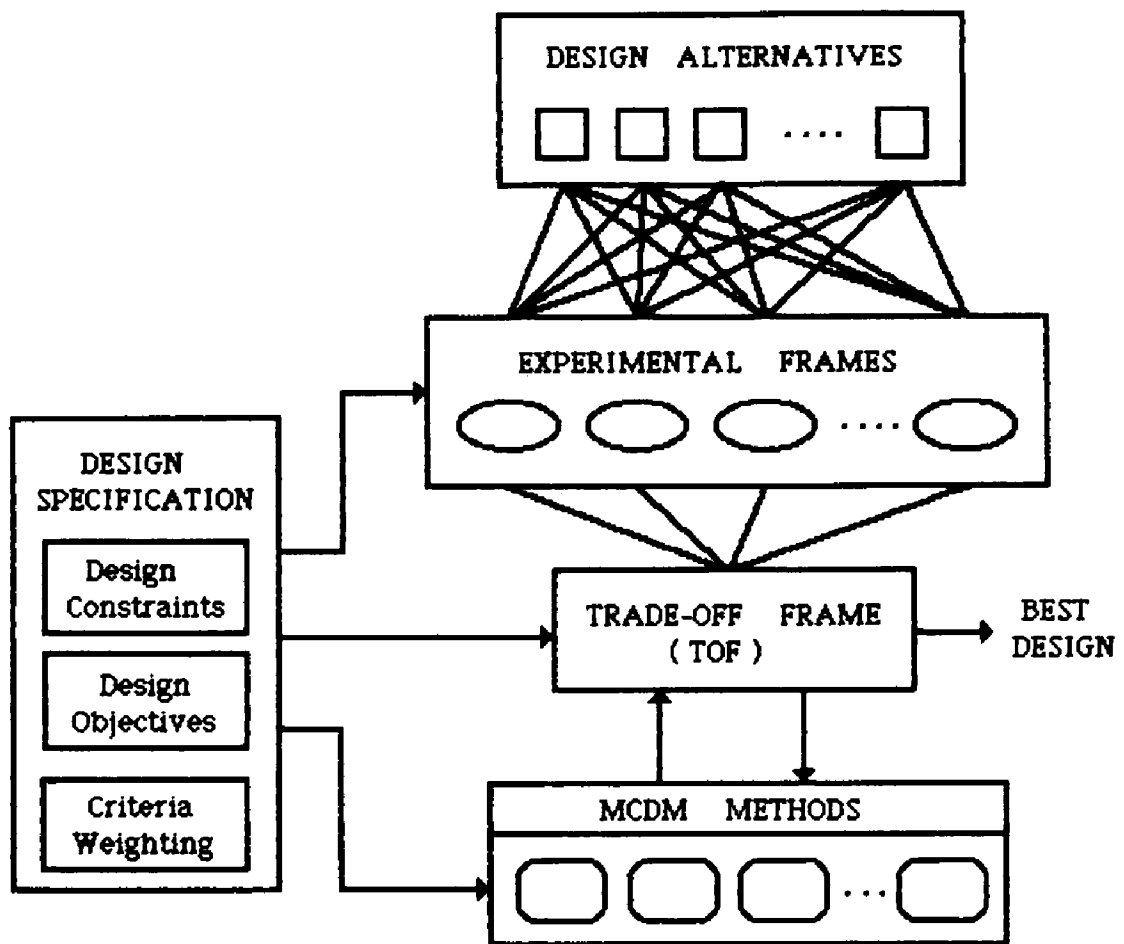 DESIGN ALTERNATIVES
....
EXPERIMENTAL FRAMES
....
DESIGN
SPECIFICATION
Design
Constraints
Design
Objectives
Criteria
Weighting
TRADE-OFF FRAME
( TOF )
BEST
DESIGN
MCDM METHODS
...